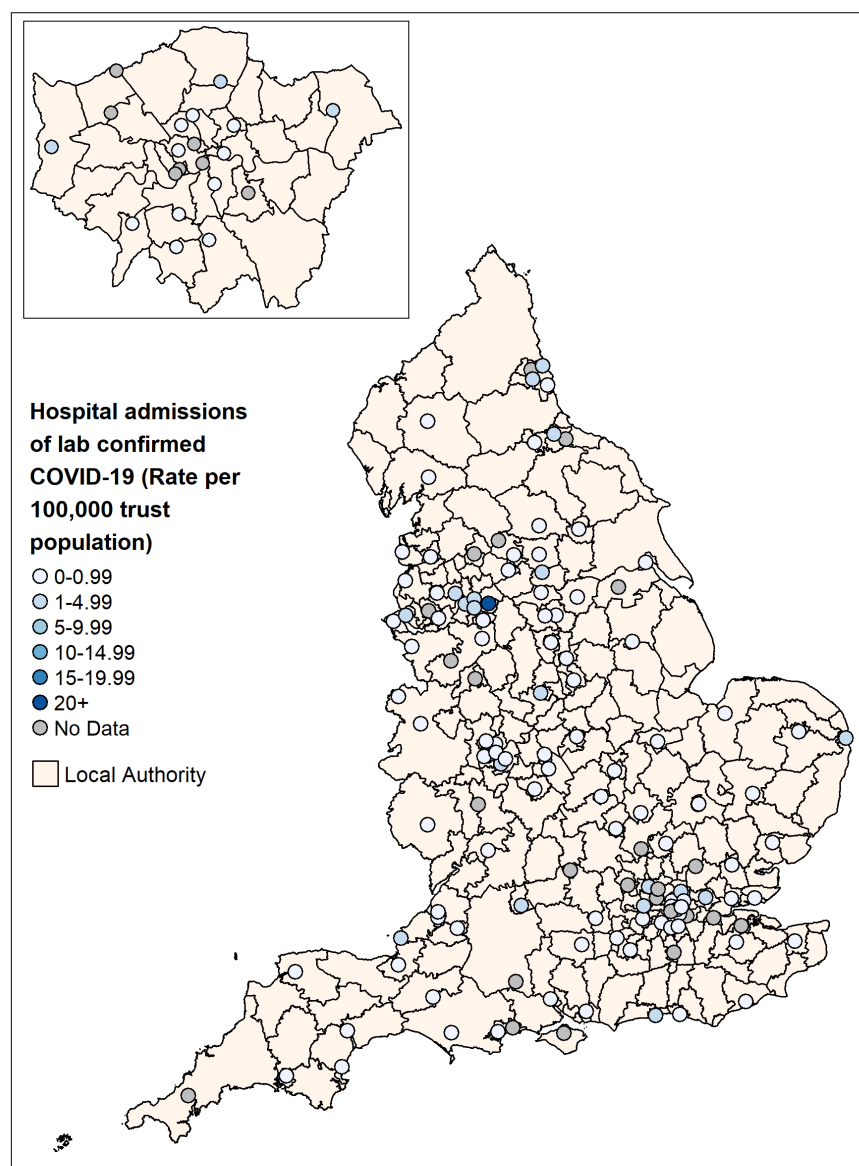 Hospital admissions
of lab confirmed
COVID-19 (Rate per
100,000 trust
population)
0-0.99
1-4.99
5-9.99
10-14.99
15-19.99
20+
No Data
Local Authority